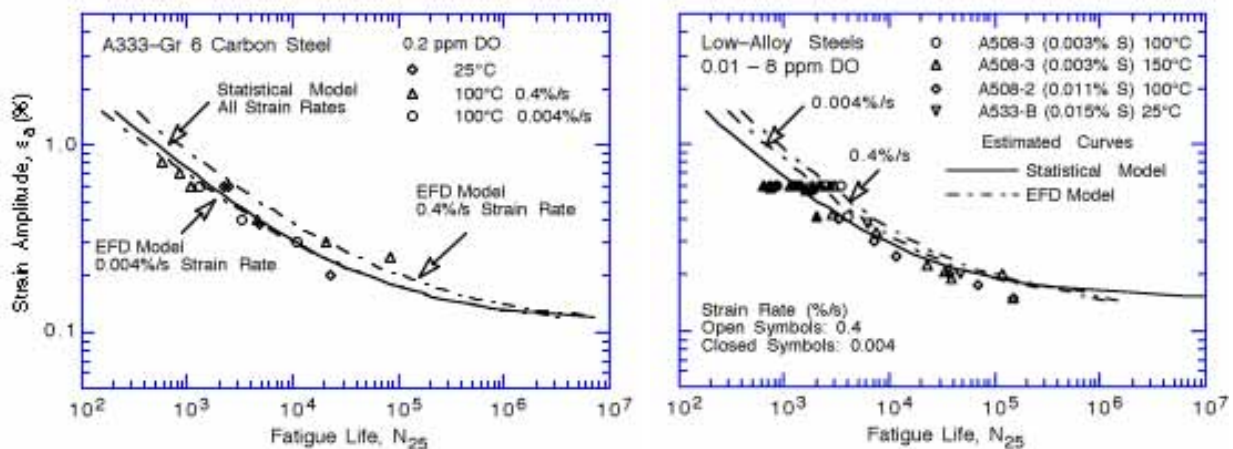 A333–Gr 6 Carbon Steel
0.2 ppm DO
25°C
100°C 0.4%/s
100°C 0.004%/s
Statistical Model
All Strain Rates
EFD Model
0.4%/s Strain Rate
EFD Model
0.004%/s Strain Rate
Strain Amplitude, εa (%)
1.0
0.1
10²
10³
10⁴
10⁵
10⁶
10⁷
Fatigue Life, N25
Low–Alloy Steels
0.01 – 8 ppm DO
A508-3 (0.003% S) 100°C
A508-3 (0.003% S) 150°C
A508-2 (0.011% S) 100°C
A533-B (0.015% S) 25°C
Estimated Curves
Statistical Model
EFD Model
0.004%/s
0.4%/s
Strain Rate (%/s)
Open Symbols: 0.4
Closed Symbols: 0.004
10²
10³
10⁴
10⁵
10⁶
10⁷
Fatigue Life, N25